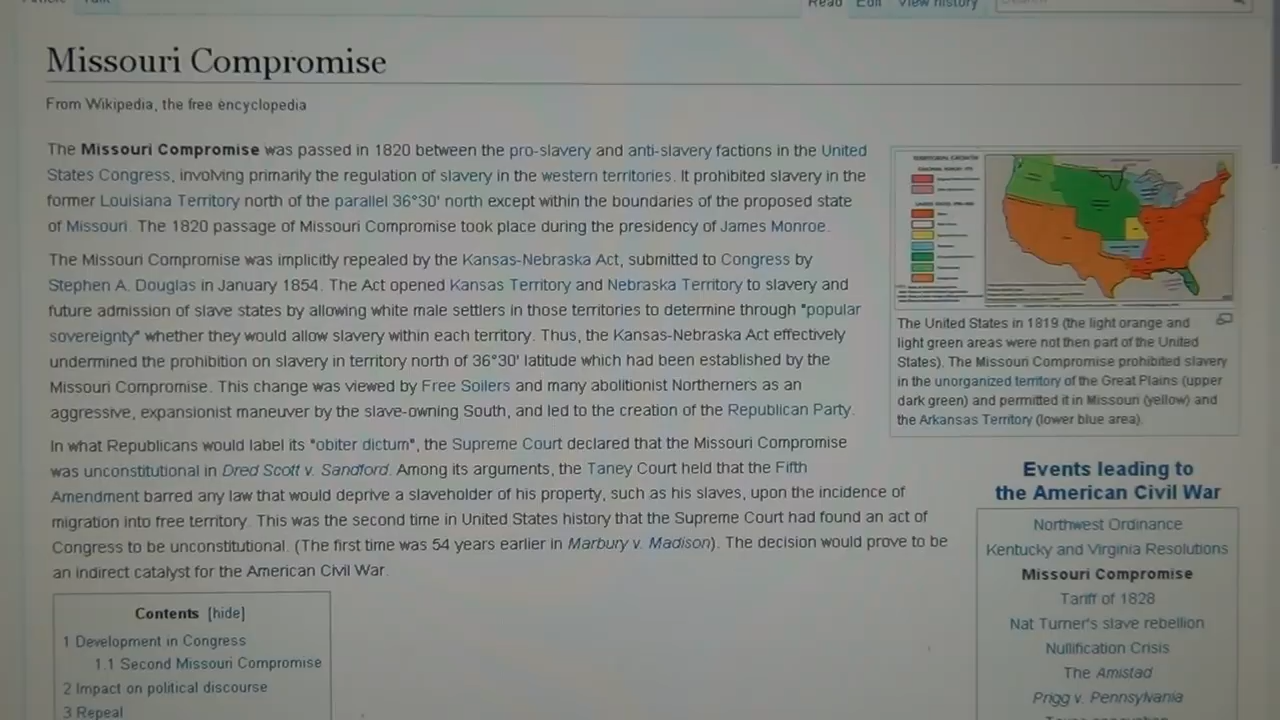 Read Edit View history
Missouri Compromise
From Wikipedia, the free encyclopedia
The Missouri Compromise was passed in 1820 between the pro-slavery and anti-slavery factions in the United
States Congress, involving primarily the regulation of slavery in the western territories. It prohibited slavery in the
former Louisiana Territory north of the parallel 36°30' north except within the boundaries of the proposed state
of Missouri. The 1820 passage of Missouri Compromise took place during the presidency of James Monroe.
The Missouri Compromise was implicitly repealed by the Kansas-Nebraska Act, submitted to Congress by
Stephen A. Douglas in January 1854. The Act opened Kansas Territory and Nebraska Territory to slavery and
future admission of slave states by allowing white male settlers in those territories to determine through "popular
sovereignty" whether they would allow slavery within each territory. Thus, the Kansas-Nebraska Act effectively
undermined the prohibition on slavery in territory north of 36°30' latitude which had been established by the
Missouri Compromise. This change was viewed by Free Soilers and many abolitionist Northerners as an
aggressive, expansionist maneuver by the slave-owning South, and led to the creation of the Republican Party.
In what Republicans would label its "obiter dictum", the Supreme Court declared that the Missouri Compromise
was unconstitutional in Dred Scott v. Sandford. Among its arguments, the Taney Court held that the Fifth
Amendment barred any law that would deprive a slaveholder of his property, such as his slaves, upon the incidence of
migration into free territory. This was the second time in United States history that the Supreme Court had found an act of
Congress to be unconstitutional. (The first time was 54 years earlier in Marbury v. Madison). The decision would prove to be
an indirect catalyst for the American Civil War.
Contents [hide]
1 Development in Congress
1.1 Second Missouri Compromise
2 Impact on political discourse
3 Repeal
The United States in 1819 (the light orange and
light green areas were not then part of the United
States). The Missouri Compromise prohibited slavery
in the unorganized territory of the Great Plains (upper
dark green) and permitted it in Missouri (yellow) and
the Arkansas Territory (lower blue area).
Events leading to
the American Civil War
Northwest Ordinance
Kentucky and Virginia Resolutions
Missouri Compromise
Tariff of 1828
Nat Turner's slave rebellion
Nullification Crisis
The Amistad
Prigg v. Pennsylvania